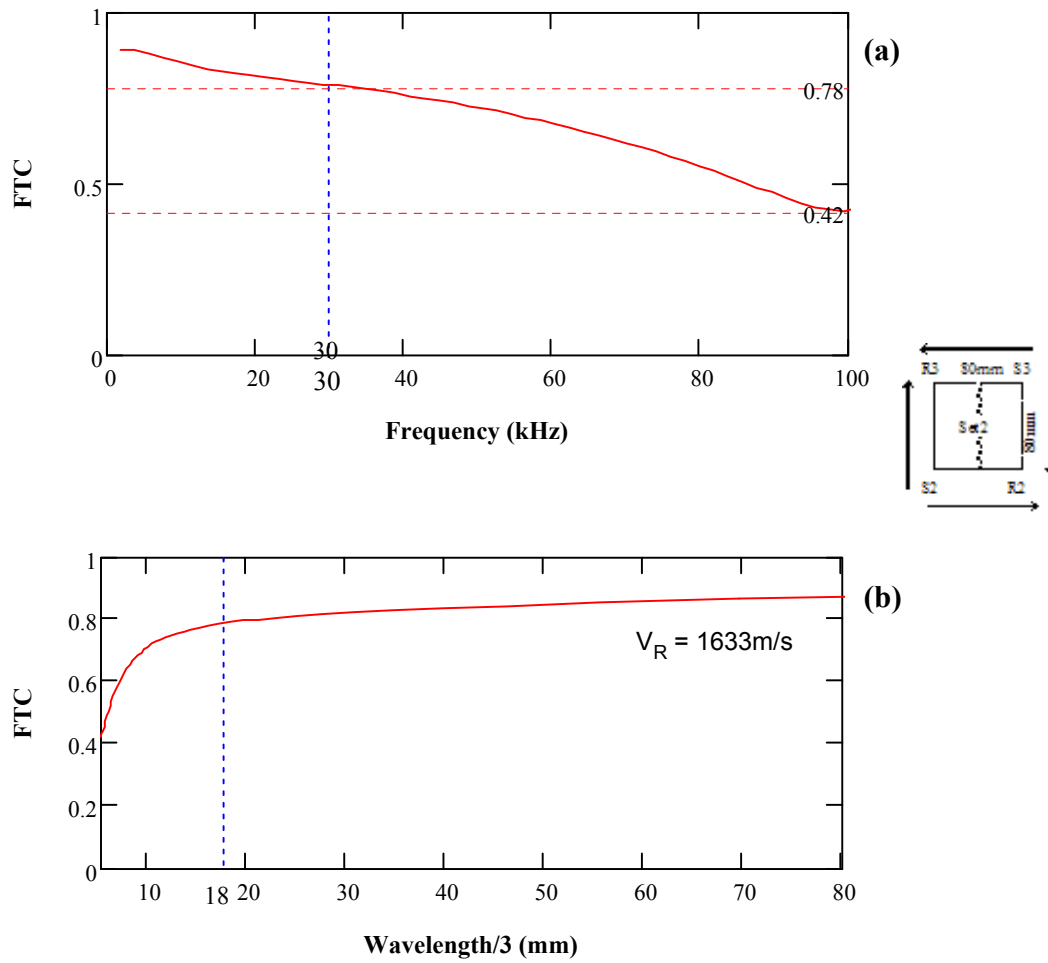 1
(a)
0.78
FTC
0.5
0.42
0
30
0 20 30 40 60 80 100
Frequency (kHz)
R3 80mm S3
Set2
80mm
S2 R2
1
(b)
0.8
V_R = 1633m/s
0.6
FTC
0.4
0.2
0
10 18 20 30 40 50 60 70 80
Wavelength/3 (mm)